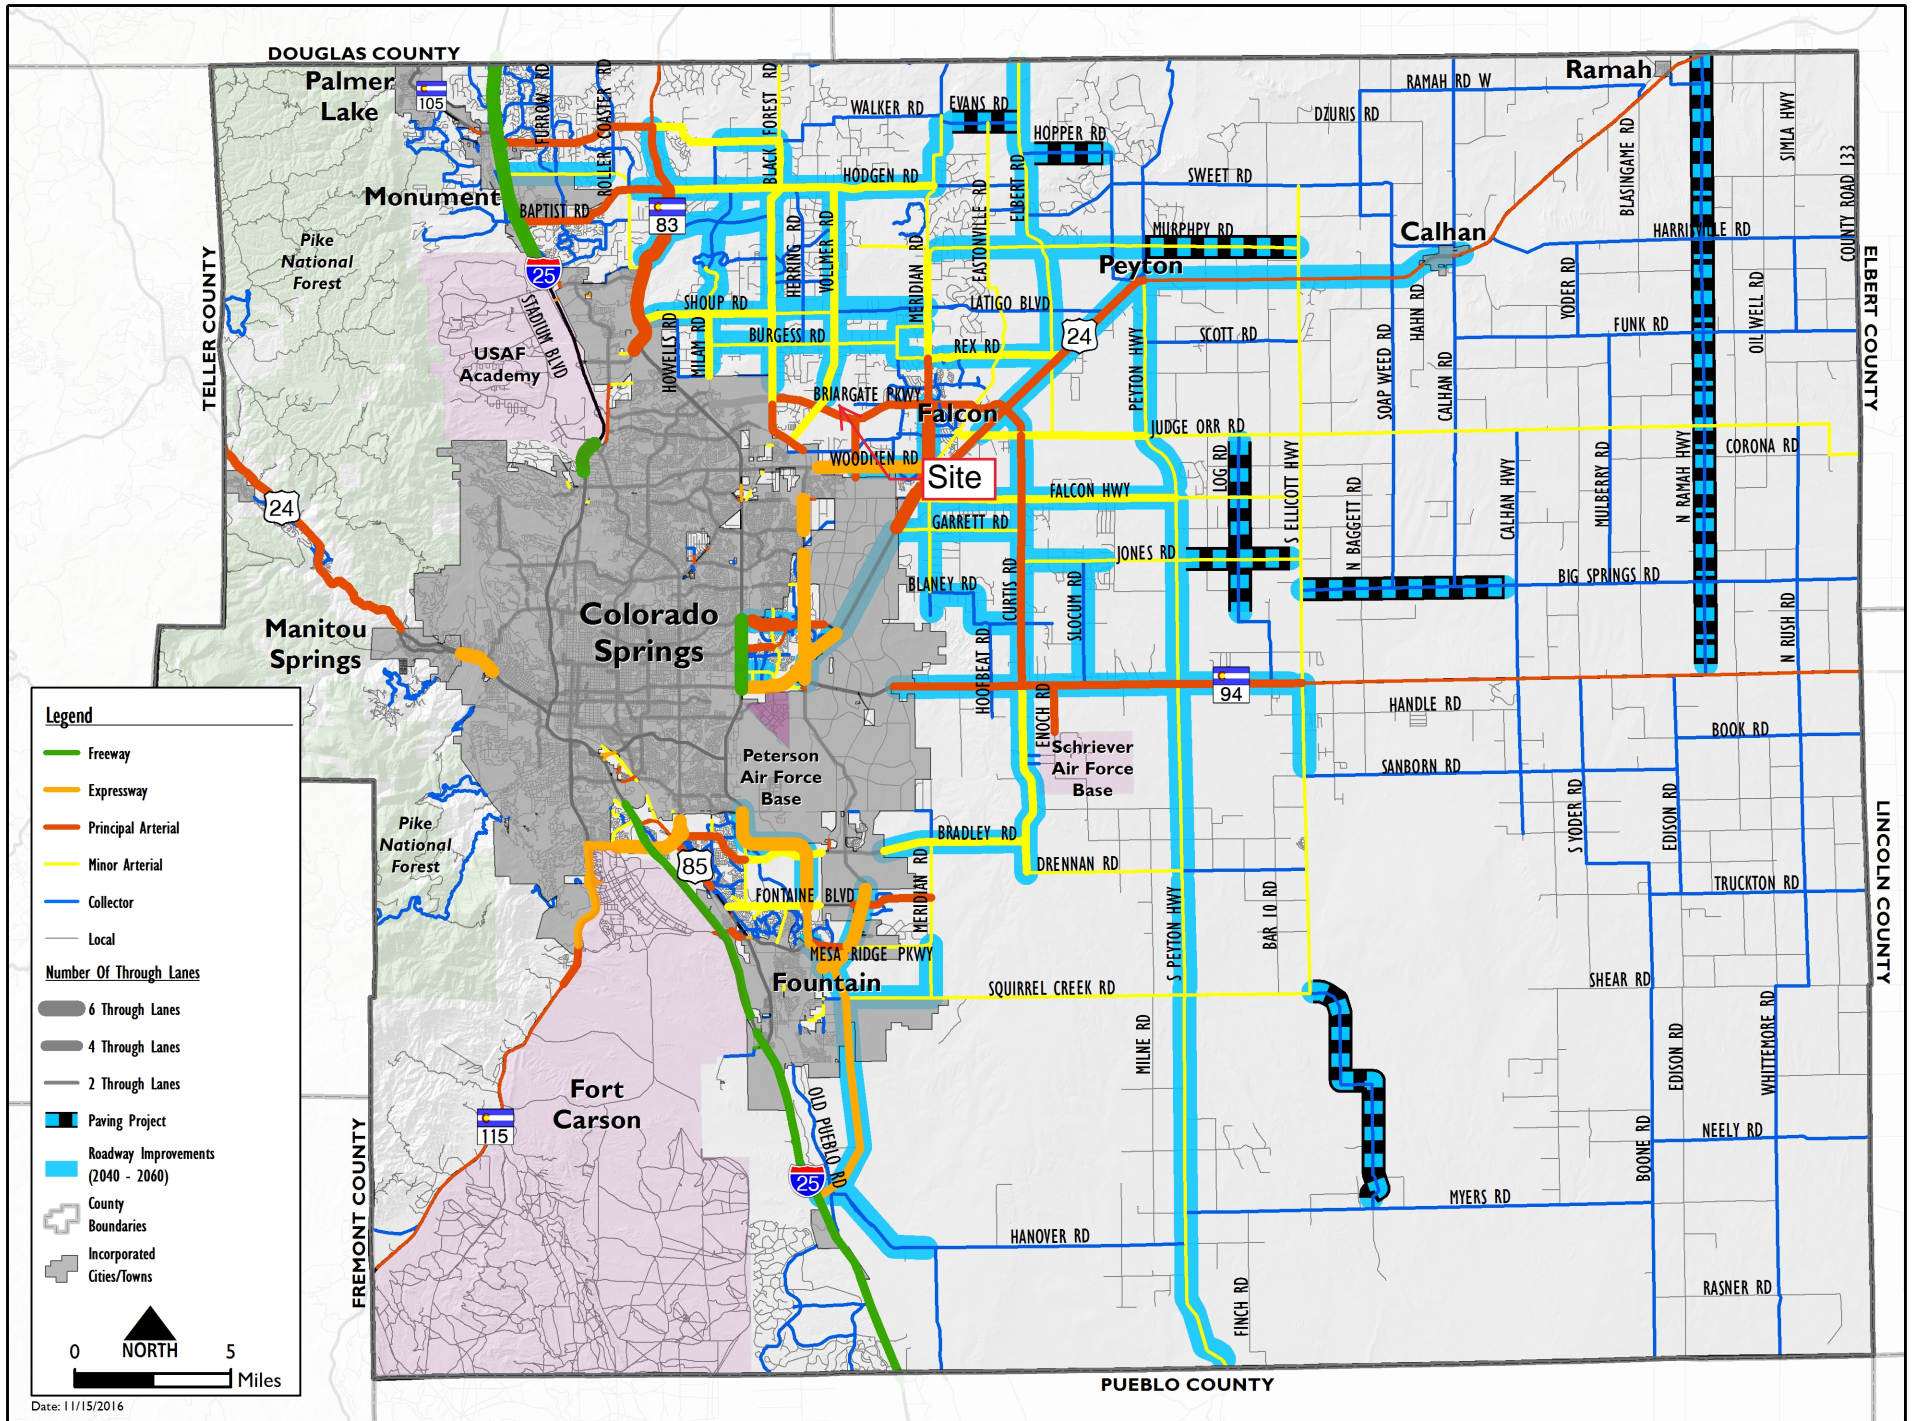 DOUGLAS COUNTY
Palmer
Lake
105
FURROW RD
ROLLER COASTER RD
BLACK FOREST RD
WALKER RD
EVANS RD
HOPPER RD
DZURIS RD
RAMAH RD W
Ramah
BLASINGAME RD
SIMLA HWY
COUNTY ROAD 133
Monument
BAPTIST RD
83
HODGEN RD
SWEET RD
Pike
National
Forest
HERRING RD
VOLLMER RD
MERIDIAN RD
EASTONVILLE RD
ELBERT RD
MURPHPY RD
Calhan
HARRISVILLE RD
Peyton
TELLER COUNTY
ELBERT COUNTY
25
STADIUM BLVD
SHOUP RD
LATIGO BLVD
HOWELLS RD
MILAM RD
BURGESS RD
REX RD
24
PEYTON HWY
SCOTT RD
HAHN RD
YODER RD
FUNK RD
OIL WELL RD
USAF
Academy
SOAP WEED RD
CALHAN RD
BRIARGATE PKWY
Falcon
JUDGE ORR RD
WOODMEN RD
Site
LOG RD
S ELLICOTT HWY
N BAGGETT RD
CALHAN HWY
MULBERRY RD
N RAMAH HWY
CORONA RD
24
FALCON HWY
GARRETT RD
JONES RD
BLANEY RD
CURTIS RD
SLOCUM RD
BIG SPRINGS RD
Colorado
Springs
Manitou
Springs
HOOFBEAT RD
N RUSH RD
94
ENOCH RD
HANDLE RD
BOOK RD
Schriever
Air Force
Base
Peterson
Air Force
Base
SANBORN RD
Pike
National
Forest
S YODER RD
EDISON RD
LINCOLN COUNTY
BRADLEY RD
85
DRENNAN RD
MERIDIAN RD
FONTAINE BLVD
TRUCKTON RD
S PEYTON HWY
BAR 10 RD
MESA RIDGE PKWY
Fountain
SQUIRREL CREEK RD
SHEAR RD
MILNE RD
EDISON RD
WHITTEMORE RD
Fort
Carson
115
OLD PUEBLO RD
25
BOONE RD
NEELY RD
MYERS RD
HANOVER RD
FREMONT COUNTY
FINCH RD
RASNER RD
PUEBLO COUNTY
Legend
Freeway
Expressway
Principal Arterial
Minor Arterial
Collector
Local
Number Of Through Lanes
6 Through Lanes
4 Through Lanes
2 Through Lanes
Paving Project
Roadway Improvements
(2040 - 2060)
County
Boundaries
Incorporated
Cities/Towns
NORTH
0 5
Miles
Date: 11/15/2016